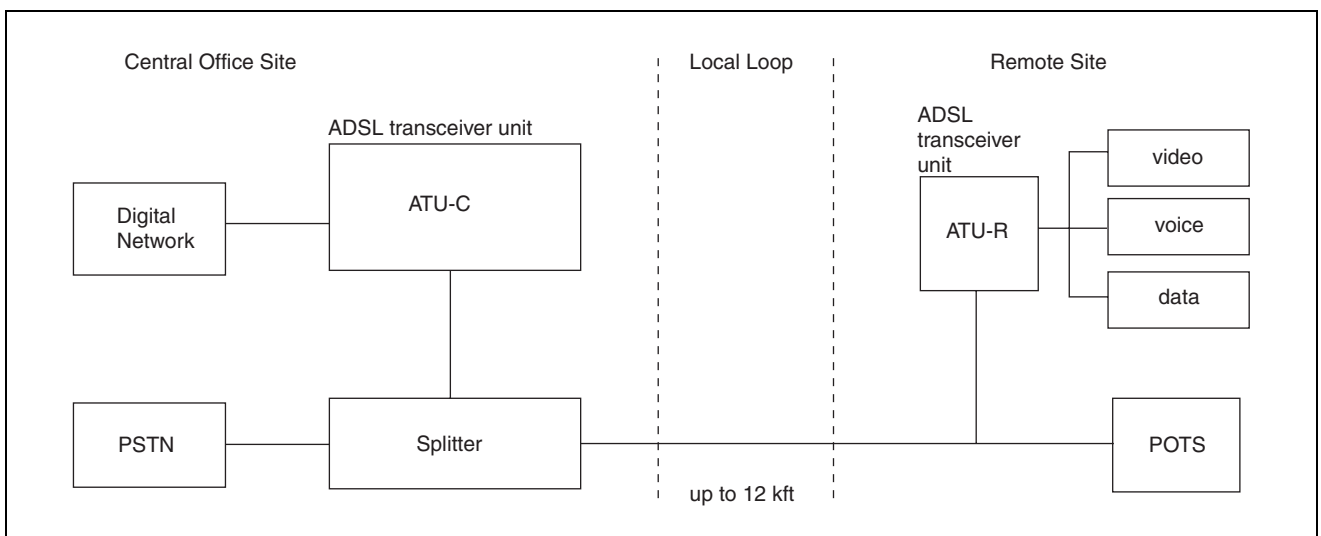 Central Office Site
Local Loop
Remote Site
ADSL transceiver unit
ADSL
transceiver
unit
Digital
Network
ATU-C
ATU-R
video
voice
data
PSTN
Splitter
POTS
up to 12 kft